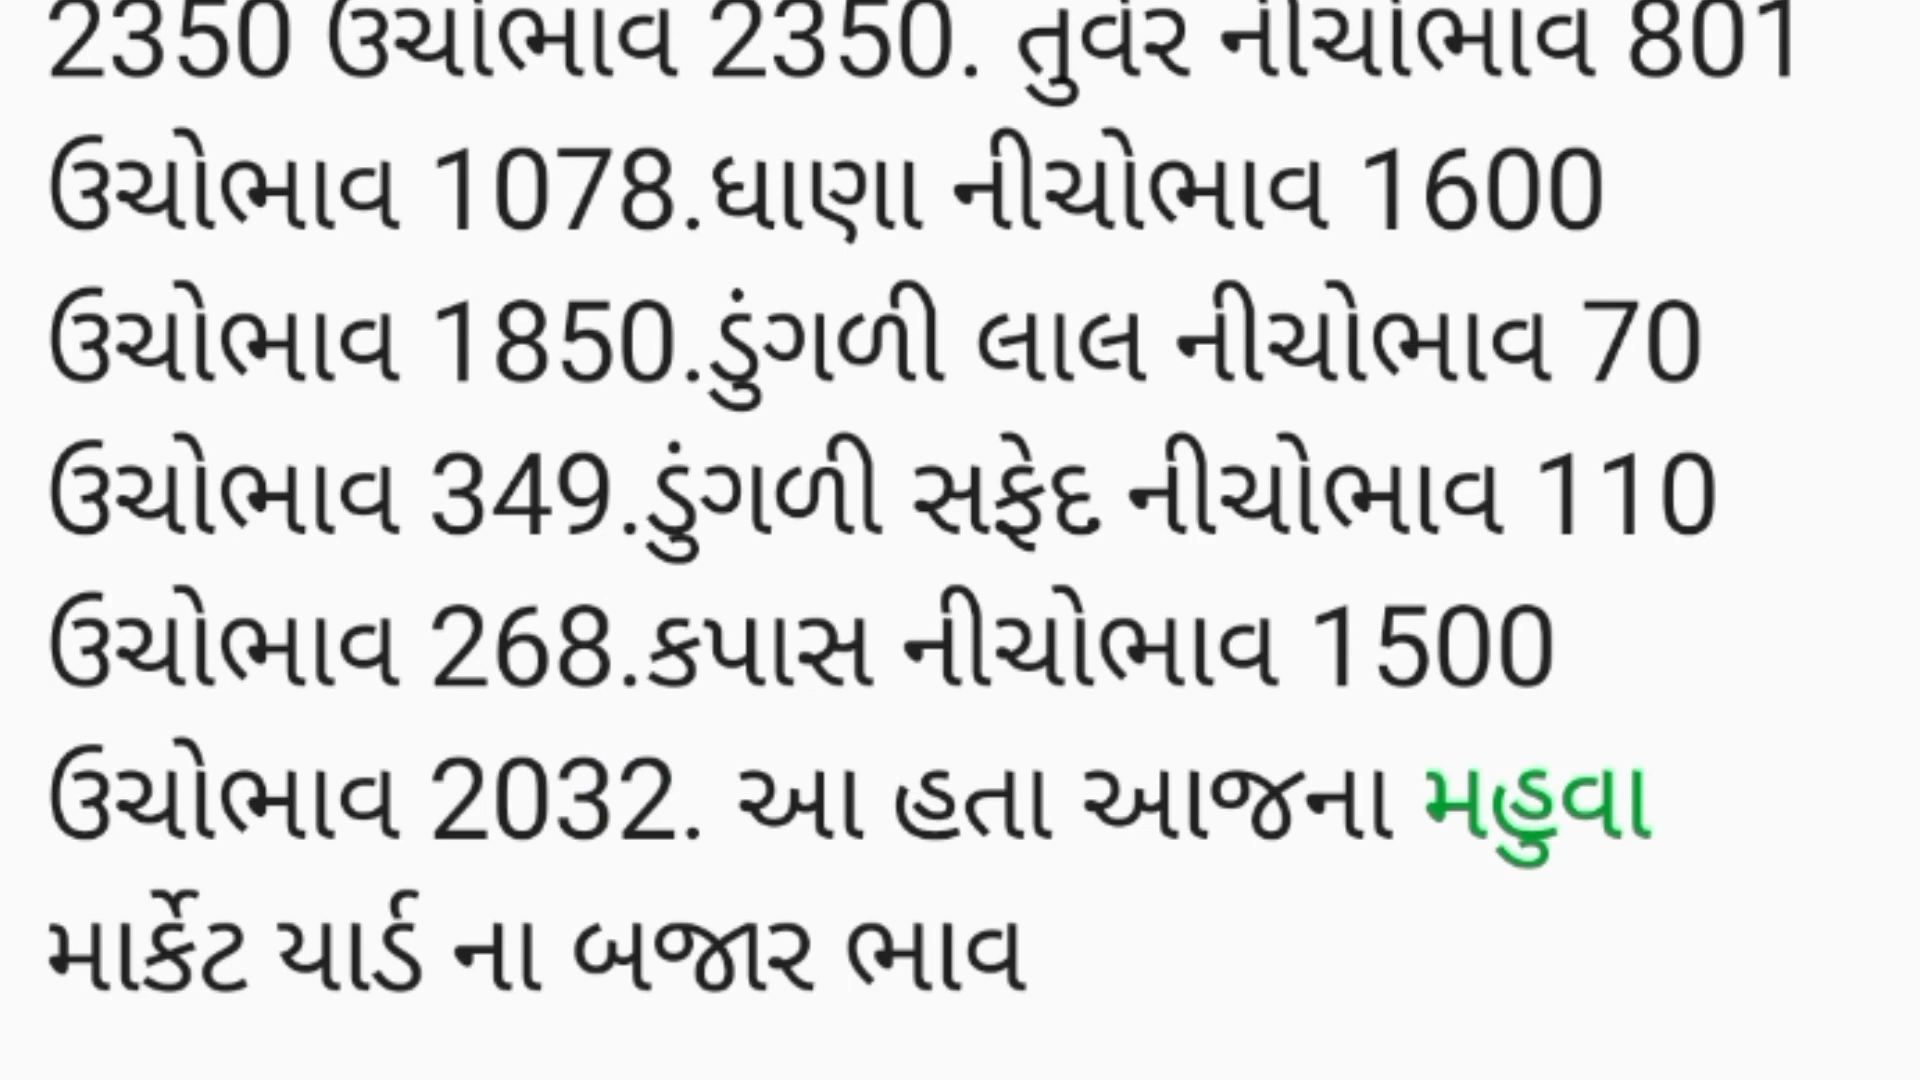 2350 ઉચોભાવ 2350. તુવેર નીચોભાવ 801
ઉચોભાવ 1078.ધાણા નીચોભાવ 1600
ઉચોભાવ 1850.ડુંગળી લાલ નીચોભાવ 70
ઉચોભાવ 349.ડુંગળી સફેદ નીચોભાવ 110
ઉચોભાવ 268.કપાસ નીચોભાવ 1500
ઉચોભાવ 2032. આ હતા આજના મહુવા
માર્કેટ યાર્ડ ના બજાર ભાવ